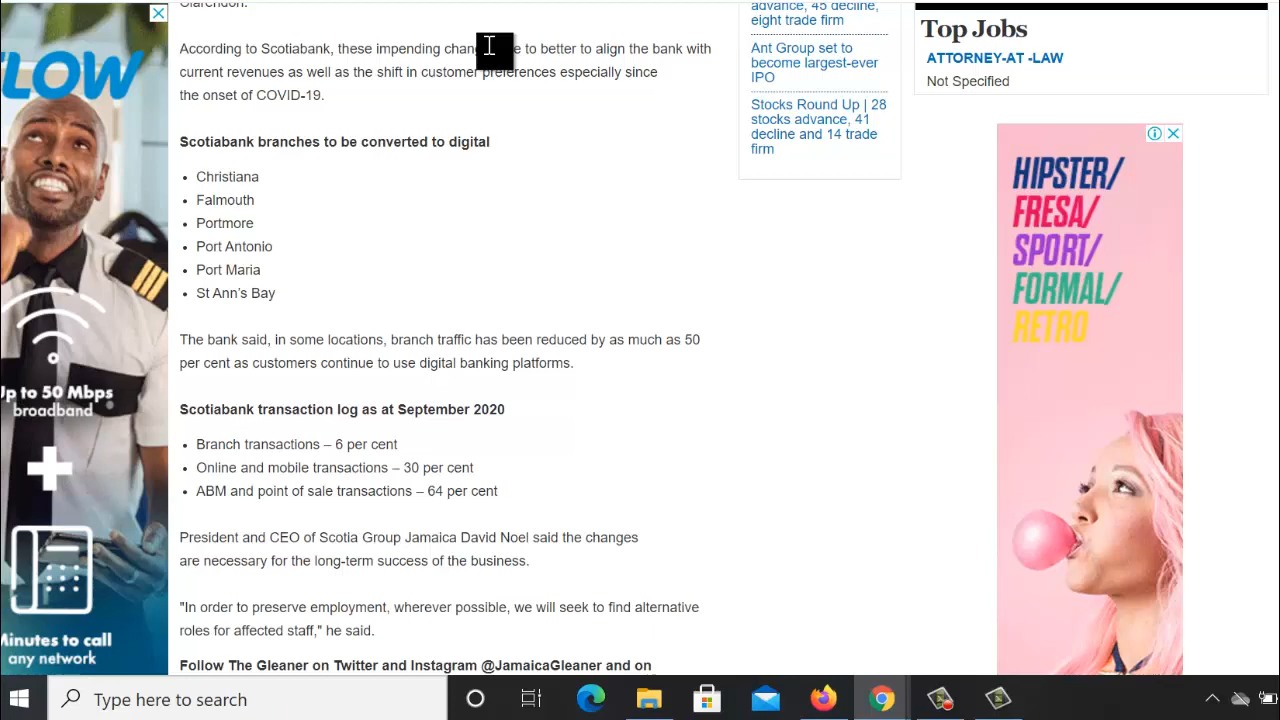 Clarendon.
According to Scotiabank, these impending to better to align the bank with
current revenues as well as the shift in customer preferences especially since
the onset of COVID-19.
Scotiabank branches to be converted to digital
• Christiana
• Falmouth
• Portmore
• Port Antonio
• Port Maria
• St Ann's Bay
The bank said, in some locations, branch traffic has been reduced by as much as 50
per cent as customers continue to use digital banking platforms.
Scotiabank transaction log as at September 2020
• Branch transactions – 6 per cent
• Online and mobile transactions – 30 per cent
• ABM and point of sale transactions – 64 per cent
President and CEO of Scotia Group Jamaica David Noel said the changes
are necessary for the long-term success of the business.
"In order to preserve employment, wherever possible, we will seek to find alternative
roles for affected staff," he said.
Follow The Gleaner on Twitter and Instagram @JamaicaGleaner and on
advance, 45 decline,
eight trade firm
Ant Group set to
become largest-ever
IPO
Stocks Round Up | 28
stocks advance, 41
decline and 14 trade
firm
Top Jobs
ATTORNEY-AT -LAW
Not Specified
HIPSTER/
FRESA/
SPORT/
FORMAL/
RETRO
LOW
Up to 50 Mbps
broadband
+
Minutes to call
any network
Type here to search